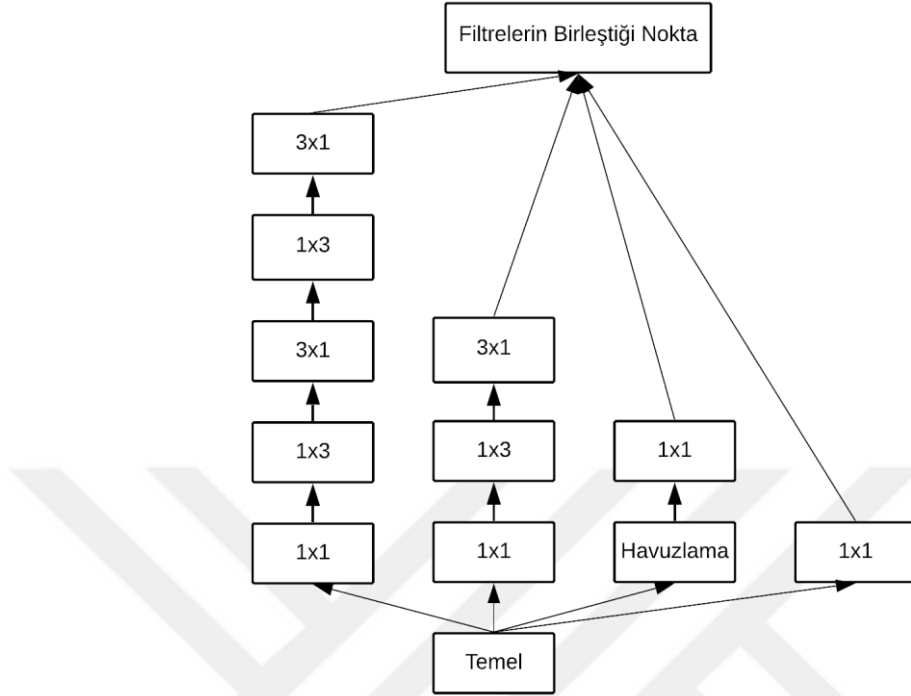 Filtrelerin Birleştiği Nokta
3x1
1x3
3x1
3x1
1x3
1x3
1x1
1x1
1x1
Havuzlama
1x1
Temel